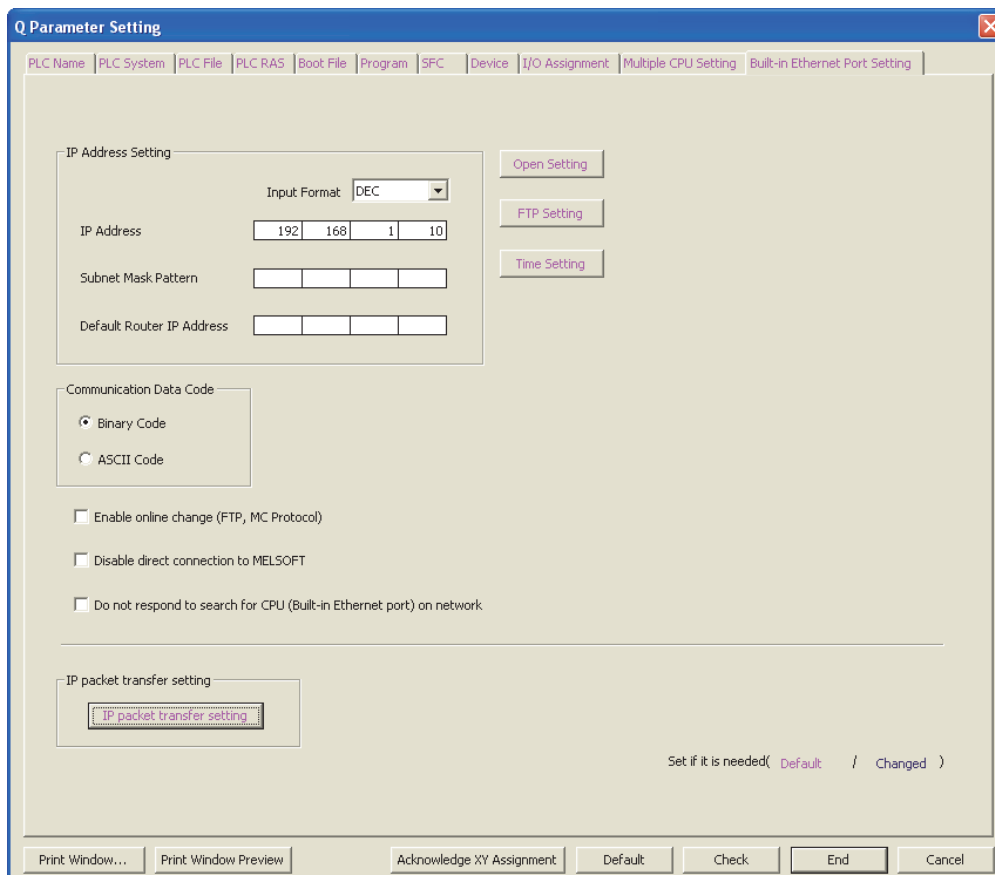 Q Parameter Setting
PLC Name PLC System PLC File PLC RAS Boot File Program SFC Device I/O Assignment Multiple CPU Setting Built-in Ethernet Port Setting
IP Address Setting
Input Format DEC
IP Address 192 168 1 10
Subnet Mask Pattern
Default Router IP Address
Open Setting
FTP Setting
Time Setting
Communication Data Code
Binary Code
ASCII Code
Enable online change (FTP, MC Protocol)
Disable direct connection to MELSOFT
Do not respond to search for CPU (Built-in Ethernet port) on network
IP packet transfer setting
IP packet transfer setting
Set if it is needed( Default / Changed )
Print Window... Print Window Preview Acknowledge XY Assignment Default Check End Cancel